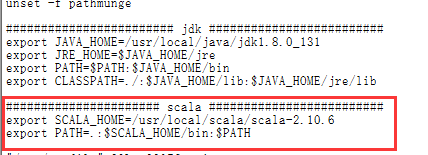 unset -f pathmunge
######################## jdk #########################
export JAVA_HOME=/usr/local/java/jdk1.8.0_131
export JRE_HOME=$JAVA_HOME/jre
export PATH=$PATH:$JAVA_HOME/bin
export CLASSPATH=./:$JAVA_HOME/lib:$JAVA_HOME/jre/lib
###################### scala ##########################
export SCALA_HOME=/usr/local/scala/scala-2.10.6
export PATH=.:$SCALA_HOME/bin:$PATH